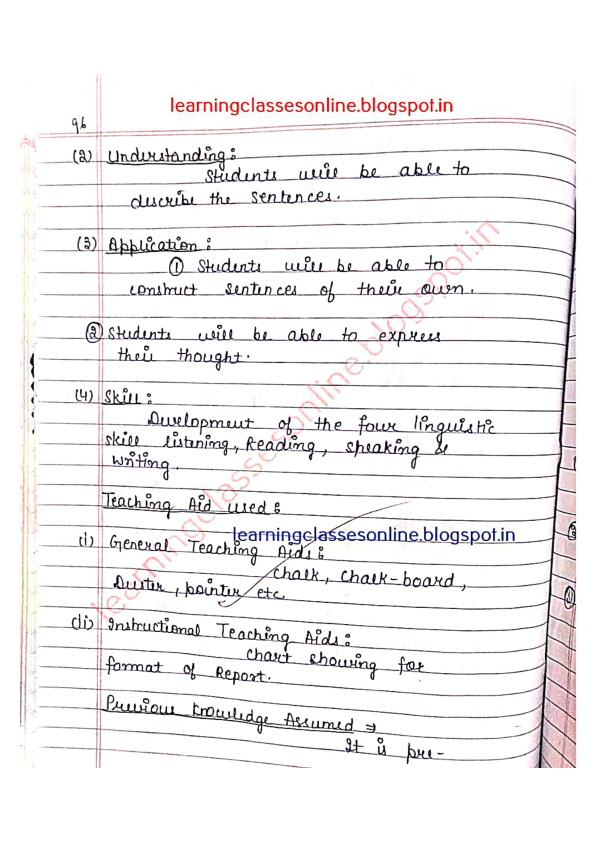 learningclassesonline.blogspot.in
96
(2) Understanding:
Students will be able to
describe the sentences.
(3) Application:
① Students will be able to
construct sentences of their own.
② Students will be able to express
their thought.
(4) Skill:
Development of the four linguistic
skill listening, Reading, speaking &
writing.
Teaching Aid used:
learningclassesonline.blogspot.in
(i) General Teaching Aids:
chalk, chalk-board,
Duster, pointer etc
(ii) Instructional Teaching Aids:
chart showing for
format of Report.
Previous knowledge Assumed →
It is pre-
learningclassesonline.blogspot.in